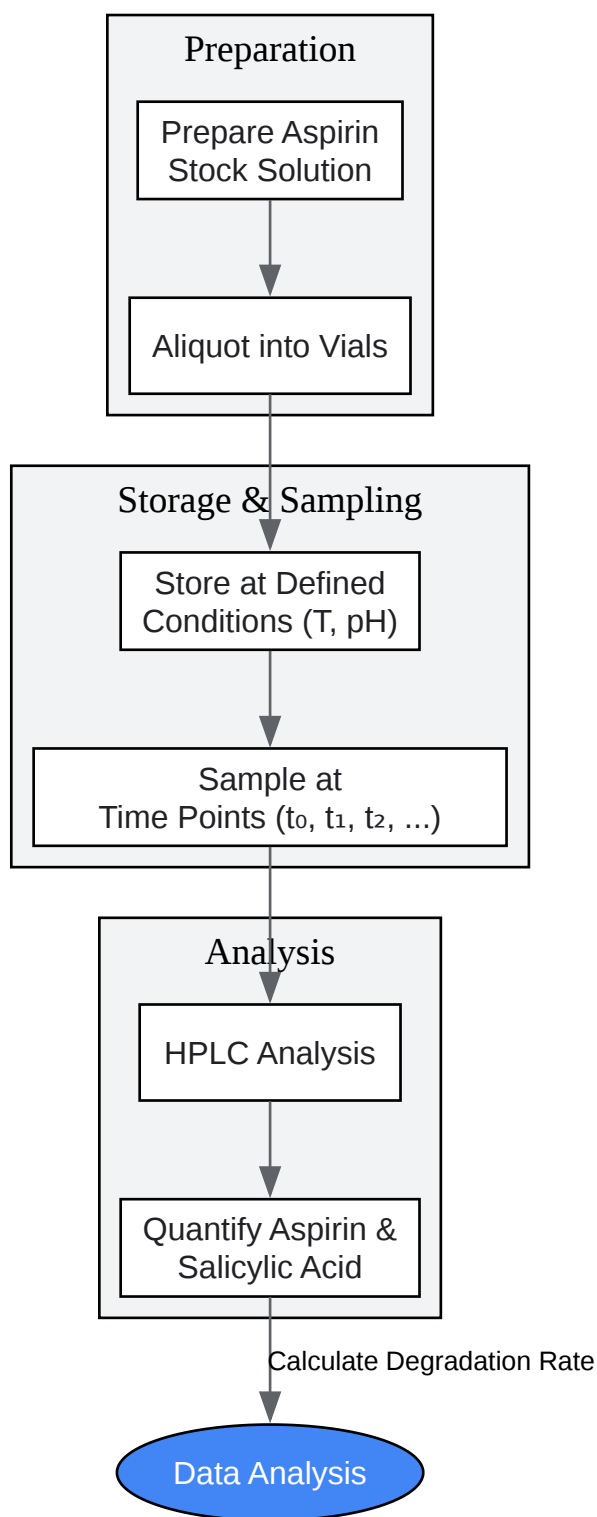 Preparation
Prepare Aspirin
Stock Solution
Aliquot into Vials
Storage & Sampling
Store at Defined
Conditions (T, pH)
Sample at
Time Points (t₀, t₁, t₂, ...)
Analysis
HPLC Analysis
Quantify Aspirin &
Salicylic Acid
Calculate Degradation Rate
Data Analysis